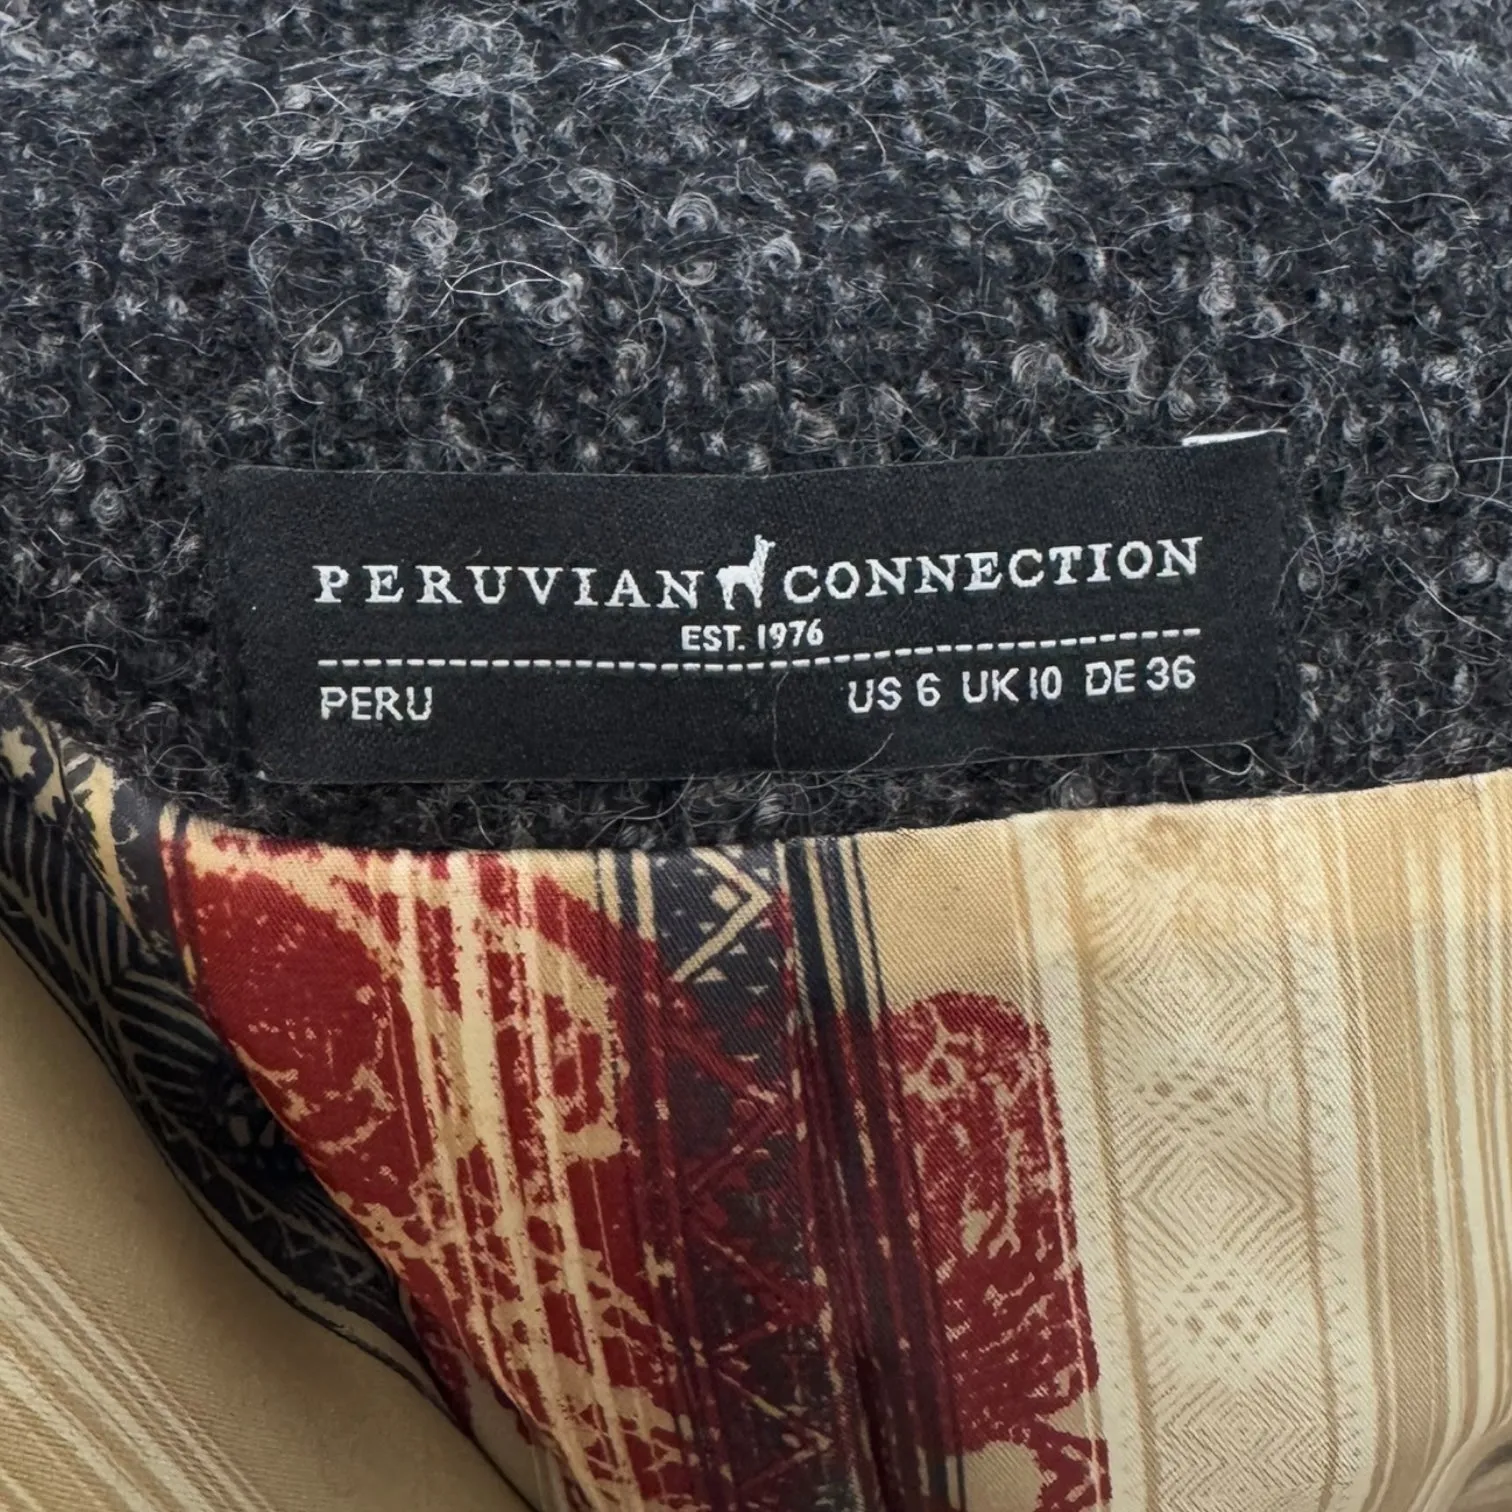 PERUVIAN CONNECTION
EST. 1976
PERU US 6 UK 10 DE 36